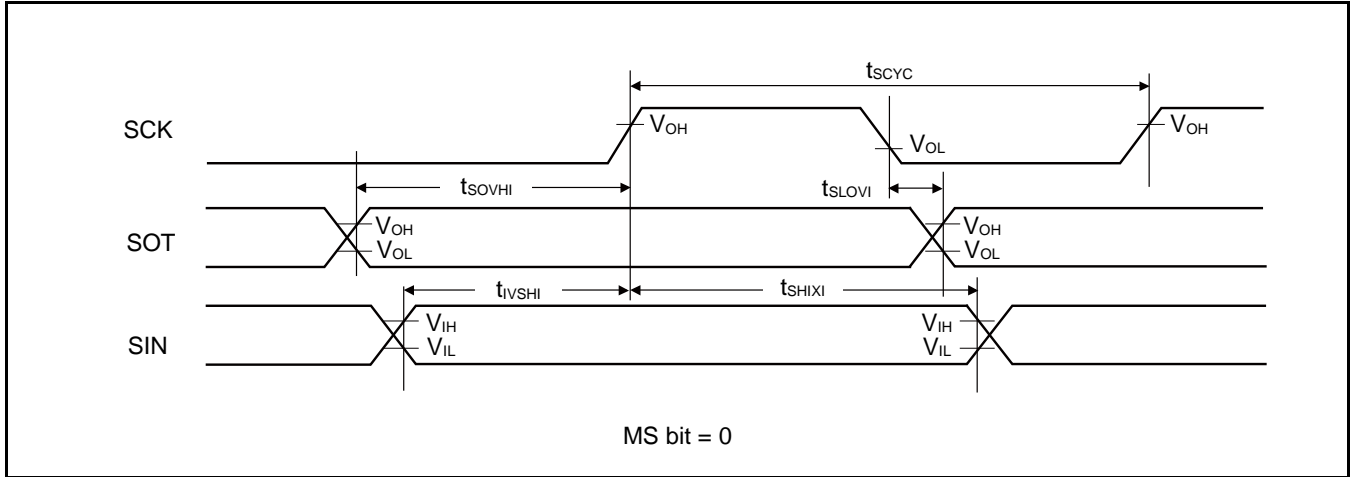 tSCYC
SCK
VOH
VOL
VOH
tSOVHI
tSLOVI
SOT
VOH
VOL
VOH
VOL
tIVSHI
tSHIXI
SIN
VIH
VIL
VIH
VIL
MS bit = 0